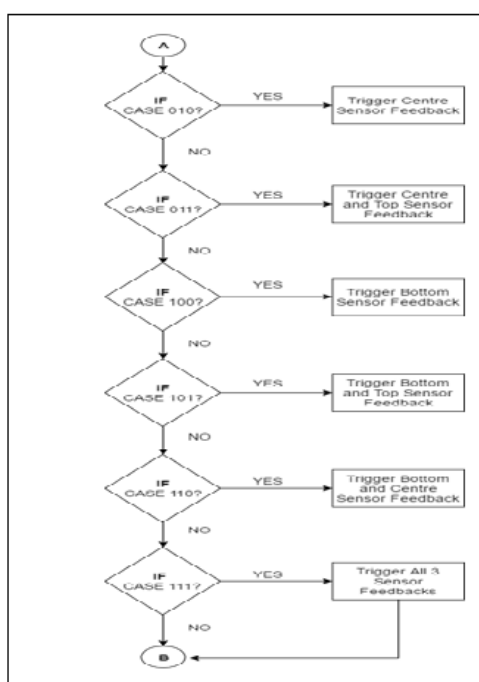 A
IF
CASE 010?
YES
Trigger Centre
Sensor Feedback
NO
IF
CASE 011?
YES
Trigger Centre
and Top Sensor
Feedback
NO
IF
CASE 100?
YES
Trigger Bottom
Sensor Feedback
NO
IF
CASE 101?
YES
Trigger Bottom
and Top Sensor
Feedback
NO
IF
CASE 110?
YES
Trigger Bottom
and Centre
Sensor Feedback
NO
IF
CASE 111?
YES
Trigger All 3
Sensor
Feedbacks
NO
B